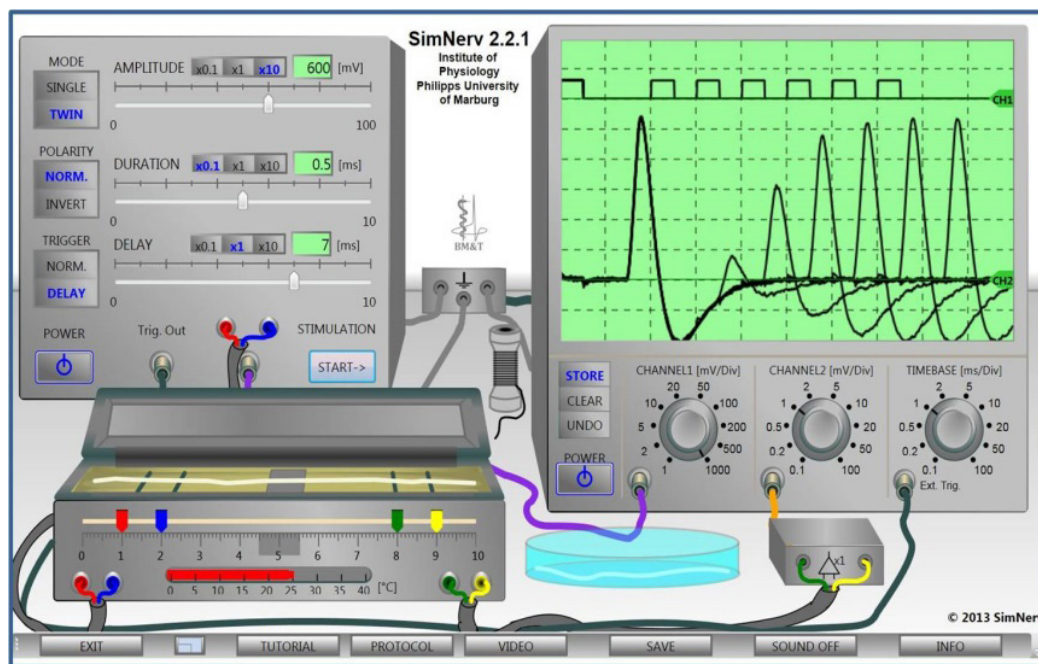 MODE
SINGLE
TWIN
AMPLITUDE x0.1 x1 x10 600 [mV]
0 100
POLARITY
NORM.
INVERT
DURATION x0.1 x1 x10 0.5 [ms]
0 10
TRIGGER
NORM.
DELAY
DELAY x0.1 x1 x10 7 [ms]
0 10
POWER
Trig. Out
STIMULATION
START->
SimNerv 2.2.1
Institute of
Physiology
Philipps University
of Marburg
BM&T
CH1
CH2
STORE
CLEAR
UNDO
POWER
CHANNEL1 [mV/Div]
1 2 5 10 20 50 100 200 500 1000
CHANNEL2 [mV/Div]
0.1 0.2 0.5 1 2 5 10 20 50 100
TIMEBASE [ms/Div]
0.1 0.2 0.5 1 2 5 10 20 50 100
Ext. Trig.
0 1 2 3 4 5 6 7 8 9 10
0 5 10 15 20 25 30 35 40 [°C]
x1
© 2013 SimNerv
EXIT TUTORIAL PROTOCOL VIDEO SAVE SOUND OFF INFO